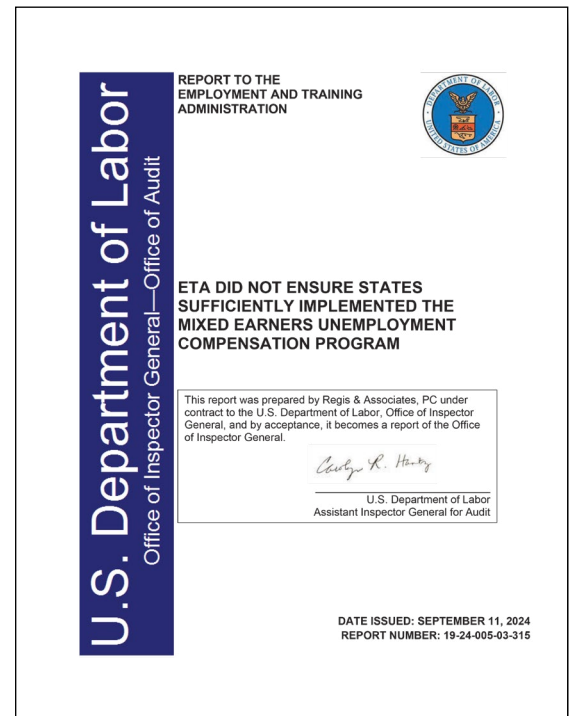 U.S. Department of Labor
Office of Inspector General—Office of Audit
REPORT TO THE
EMPLOYMENT AND TRAINING
ADMINISTRATION
DEPARTMENT OF LABOR
UNITED STATES OF AMERICA
ETA DID NOT ENSURE STATES
SUFFICIENTLY IMPLEMENTED THE
MIXED EARNERS UNEMPLOYMENT
COMPENSATION PROGRAM
This report was prepared by Regis & Associates, PC under
contract to the U.S. Department of Labor, Office of Inspector
General, and by acceptance, it becomes a report of the Office
of Inspector General.
Carolyn R. Hantz
U.S. Department of Labor
Assistant Inspector General for Audit
DATE ISSUED: SEPTEMBER 11, 2024
REPORT NUMBER: 19-24-005-03-315